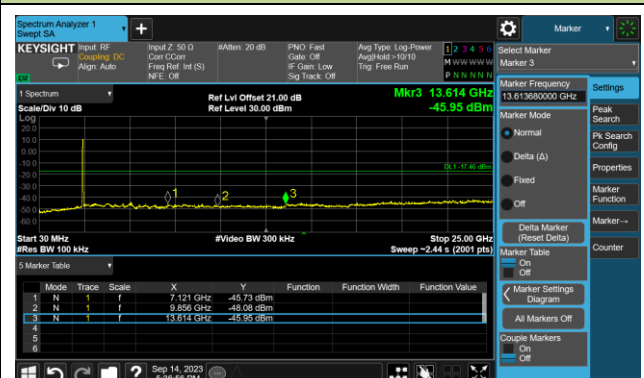 Spectrum Analyzer 1
Swept SA
Marker
KEYSIGHT
Input: RF
Coupling: DC
Align: Auto
Input Z: 50 Ω
Corr CCorr
Freq Ref: Int (S)
NFE: Off
#Atten: 20 dB
PNO: Fast
Gate: Off
IF Gain: Low
Sig Track: Off
Avg Type: Log-Power
Avg|Hold:>10/10
Trig: Free Run
1 2 3 4 5 6
M W W W W W
P N N N N N
Select Marker
Marker 3
1 Spectrum
Scale/Div 10 dB
Ref Lvl Offset 21.00 dB
Ref Level 30.00 dBm
Mkr3 13.614 GHz
-45.95 dBm
Log
20.0
10.0
0.00
-10.0
-20.0
-30.0
-40.0
-50.0
-60.0
DL1 -17.46 dBm
1
2
3
Start 30 MHz
#Res BW 100 kHz
#Video BW 300 kHz
Stop 25.00 GHz
Sweep ~2.44 s (2001 pts)
5 Marker Table
Mode Trace Scale X Y Function Function Width Function Value
1 N 1 f 7.121 GHz -45.73 dBm
2 N 1 f 9.856 GHz -48.08 dBm
3 N 1 f 13.614 GHz -45.95 dBm
4
5
6
Marker Frequency
13.613680000 GHz
Marker Mode
Normal
Delta (Δ)
Fixed
Off
Delta Marker
(Reset Delta)
Marker Table
On
Off
Marker Settings
Diagram
All Markers Off
Couple Markers
On
Off
Settings
Peak
Search
Pk Search
Config
Properties
Marker
Function
Marker→
Counter
Sep 14, 2023